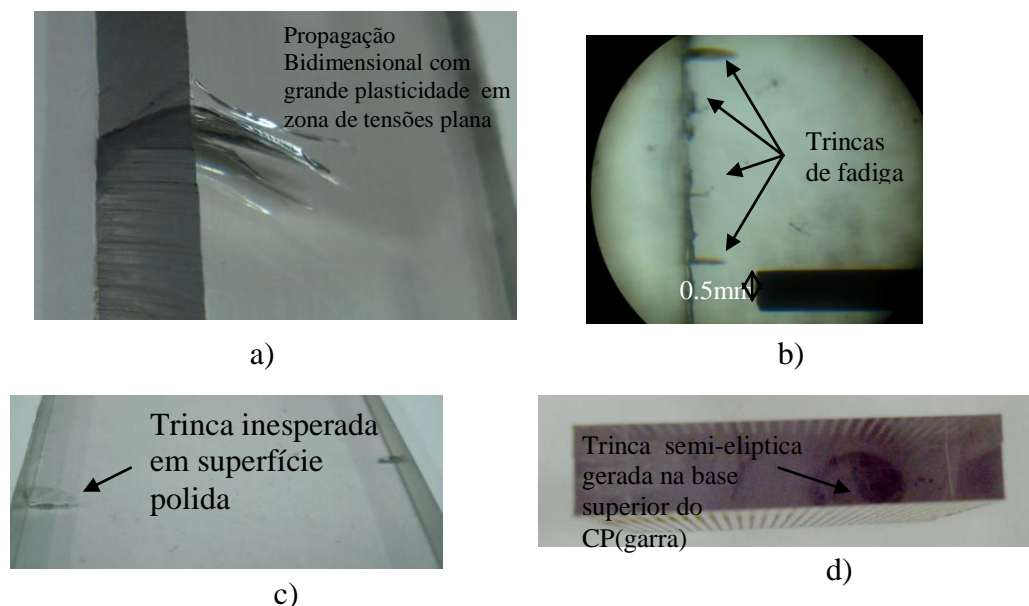 Propagação
Bidimensional com
grande plasticidade em
zona de tensões plana
a)
Trincas
de fadiga
0.5mm
b)
Trinca inesperada
em superfície
polida
c)
Trinca semi-eliptica
gerada na base
superior do
CP(garra)
d)